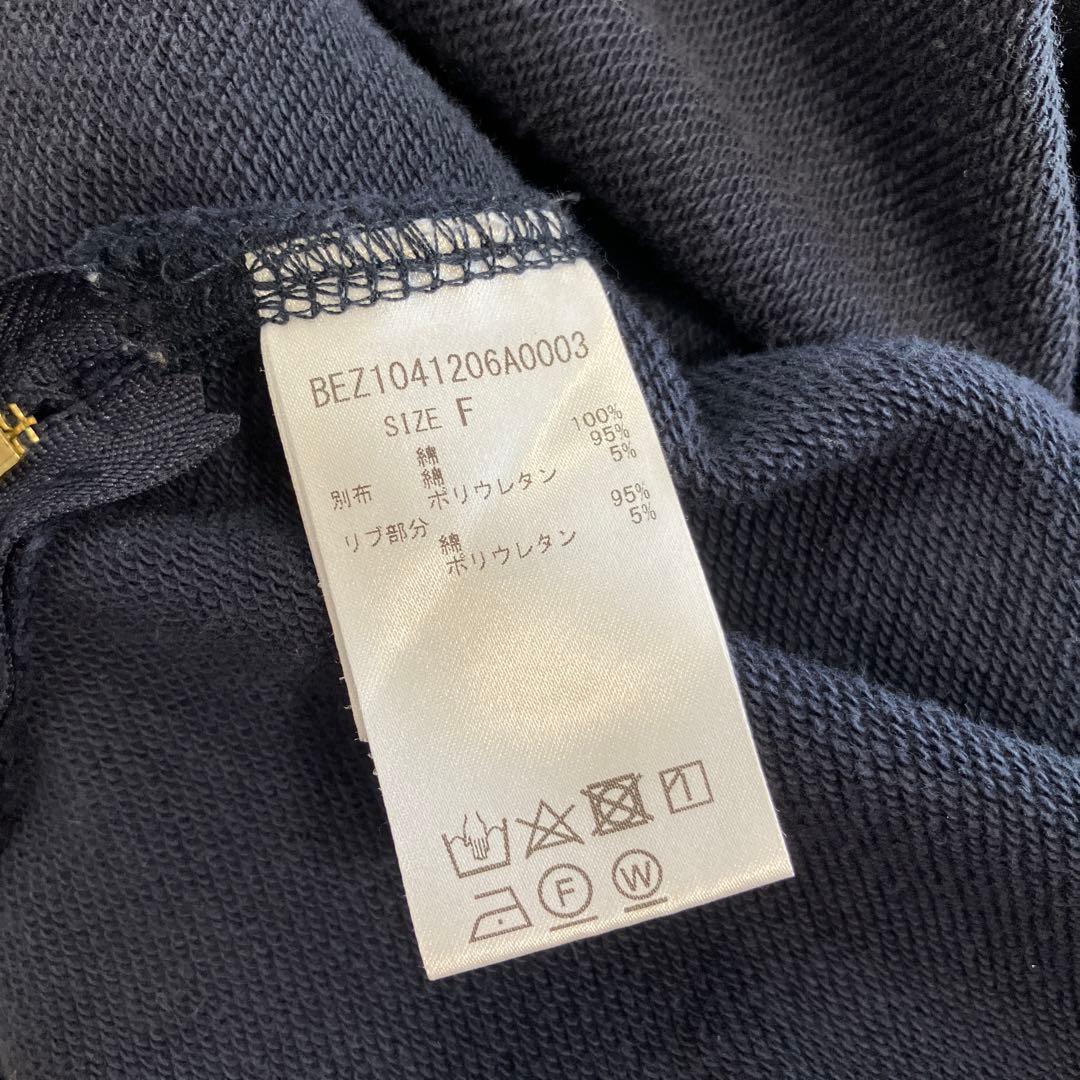 BEZ1041206A0003
SIZE F
綿 100%
別布 綿 95%
ポリウレタン 5%
リブ部分 綿 95%
ポリウレタン 5%
F W